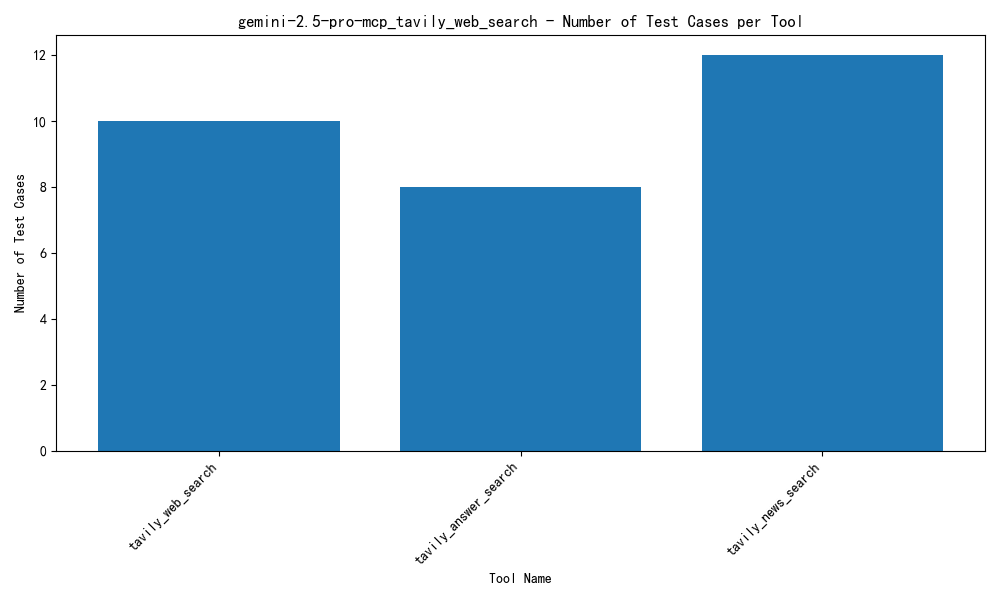 gemini-2.5-pro-mcp_tavily_web_search - Number of Test Cases per Tool
Number of Test Cases
12
10
8
6
4
2
0
tavily_web_search
tavily_answer_search
tavily_news_search
Tool Name